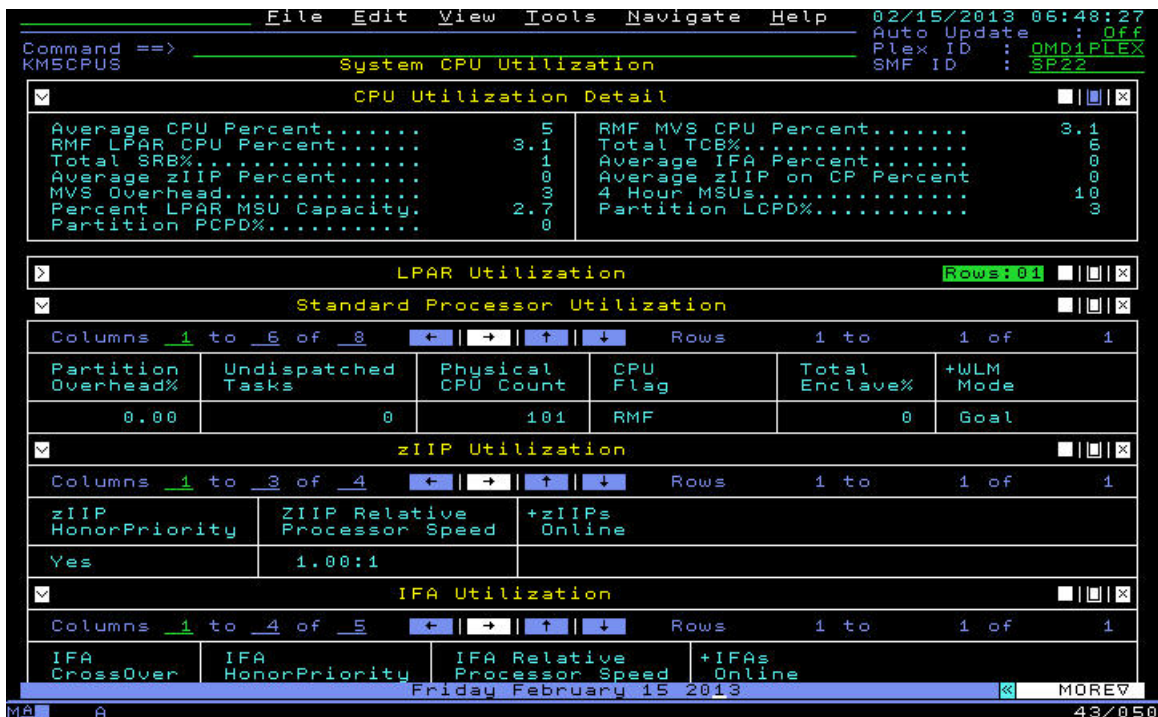 File Edit View Tools Navigate Help 02/15/2013 06:48:27
Auto Update : Off
Command ==> Plex ID : OMD1PLEX
KM5CPUS System CPU Utilization SMF ID : SP22
CPU Utilization Detail
Average CPU Percent....... 5 RMF MVS CPU Percent....... 3.1
RMF LPAR CPU Percent...... 3.1 Total TCB%................ 6
Total SRB%................ 1 Average IFA Percent....... 0
Average zIIP Percent...... 0 Average zIIP on CP Percent 0
MVS Overhead.............. 3 4 Hour MSUs............... 10
Percent LPAR MSU Capacity. 2.7 Partition LCPD%........... 3
Partition PCPD%........... 0
LPAR Utilization Rows:01
Standard Processor Utilization
Columns 1 to 6 of 8 ← | → | ↑ | ↓ Rows 1 to 1 of 1
Partition Undispatched Physical CPU Total +WLM
Overhead% Tasks CPU Count Flag Enclave% Mode
0.00 0 101 RMF 0 Goal
zIIP Utilization
Columns 1 to 3 of 4 ← | → | ↑ | ↓ Rows 1 to 1 of 1
zIIP ZIIP Relative +zIIPs
HonorPriority Processor Speed Online
Yes 1.00:1
IFA Utilization
Columns 1 to 4 of 5 ← | → | ↑ | ↓ Rows 1 to 1 of 1
IFA IFA IFA Relative +IFAs
CrossOver HonorPriority Processor Speed Online
Friday February 15 2013 « MORE▽
MA A 43/050